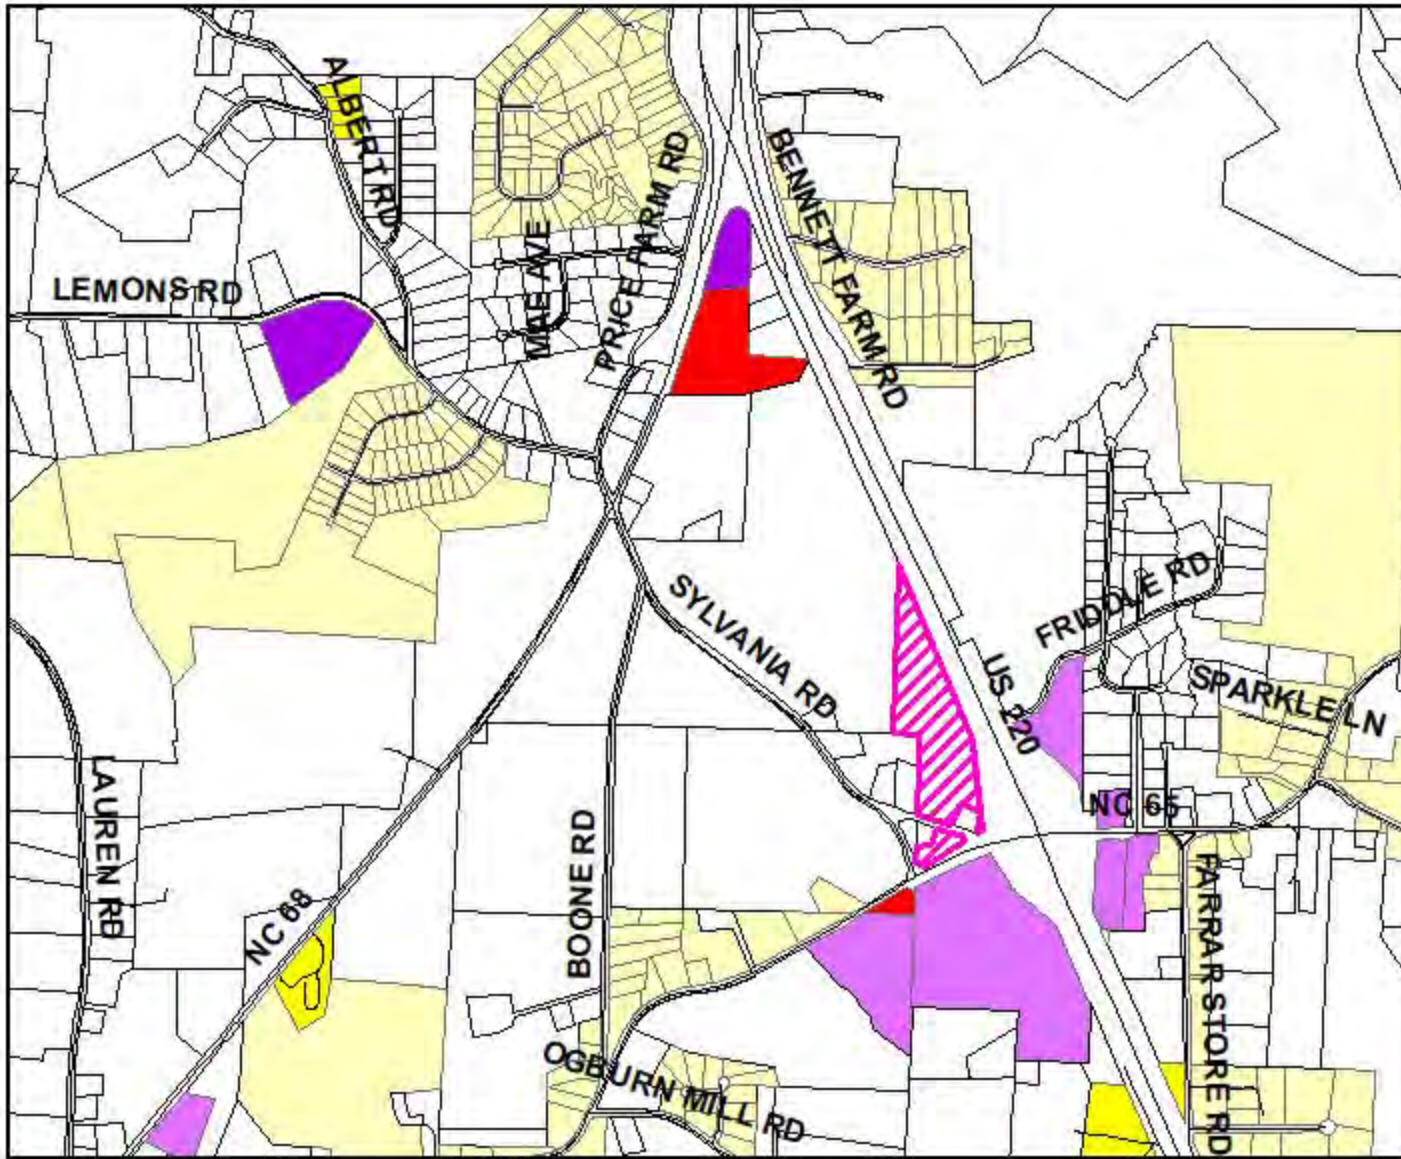 ALBERT RD
BENNETT FARM RD
PRICE FARM RD
MAE AVE
LEMONS RD
FRIDDLE RD
SYLVANIA RD
US 220
SPARKLE LN
LAUREN RD
NC 65
BOONE RD
NC 68
FARRAR STORE RD
OGBURN MILL RD